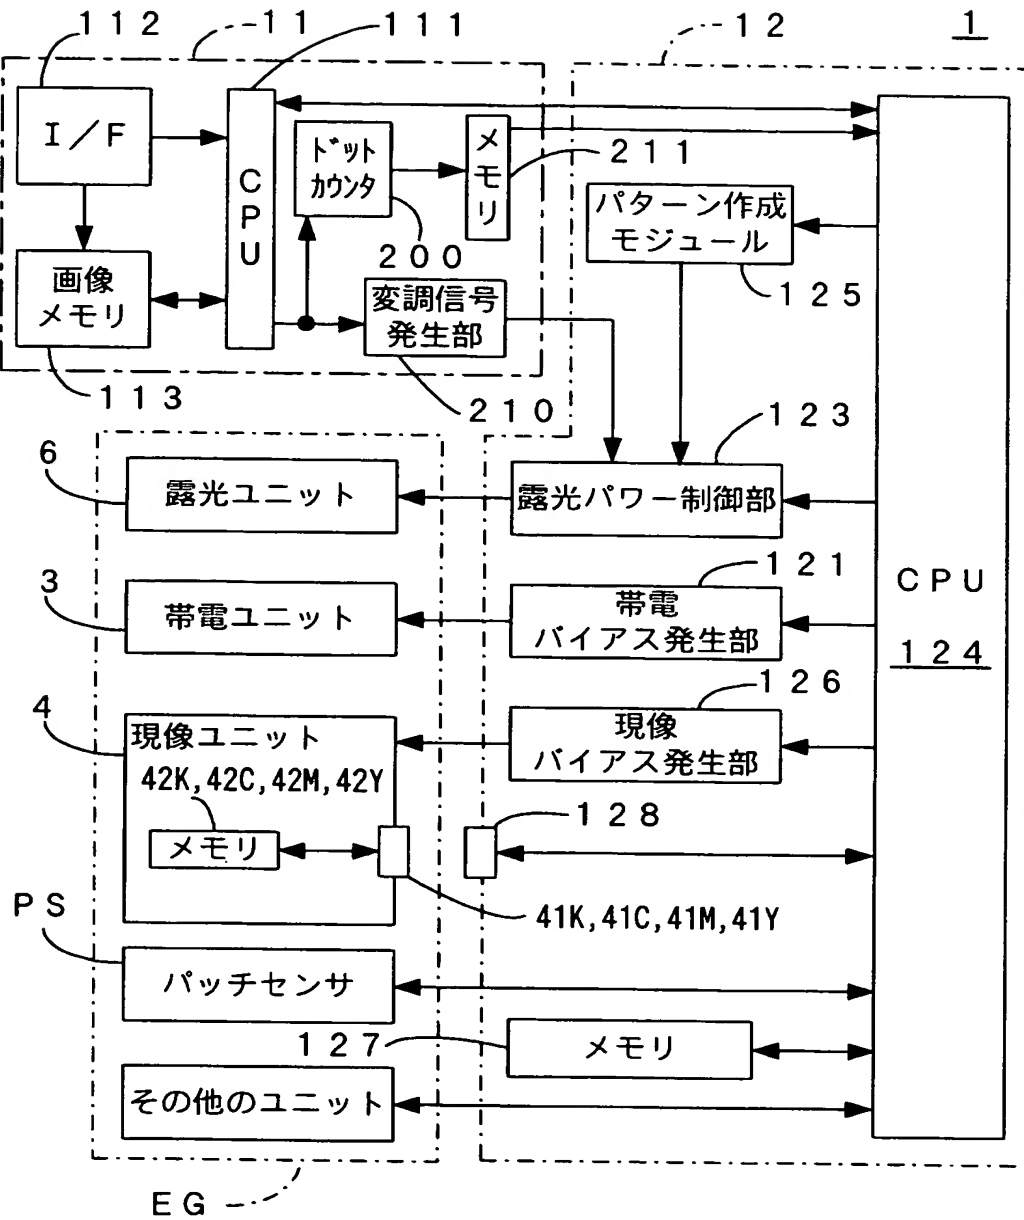 １１２
１１
１１１
１２
１
Ｉ／Ｆ
ＣＰＵ
ドット
カウンタ
メモリ
２１１
２００
画像
メモリ
１１３
変調信号
発生部
２１０
パターン作成
モジュール
１２５
１２３
６
露光ユニット
露光パワー制御部
１２１
３
帯電ユニット
帯電
バイアス発生部
ＣＰＵ
１２４
１２６
４
現像ユニット
42K,42C,42M,42Y
メモリ
現像
バイアス発生部
１２８
41K,41C,41M,41Y
ＰＳ
パッチセンサ
１２７
メモリ
その他のユニット
ＥＧ